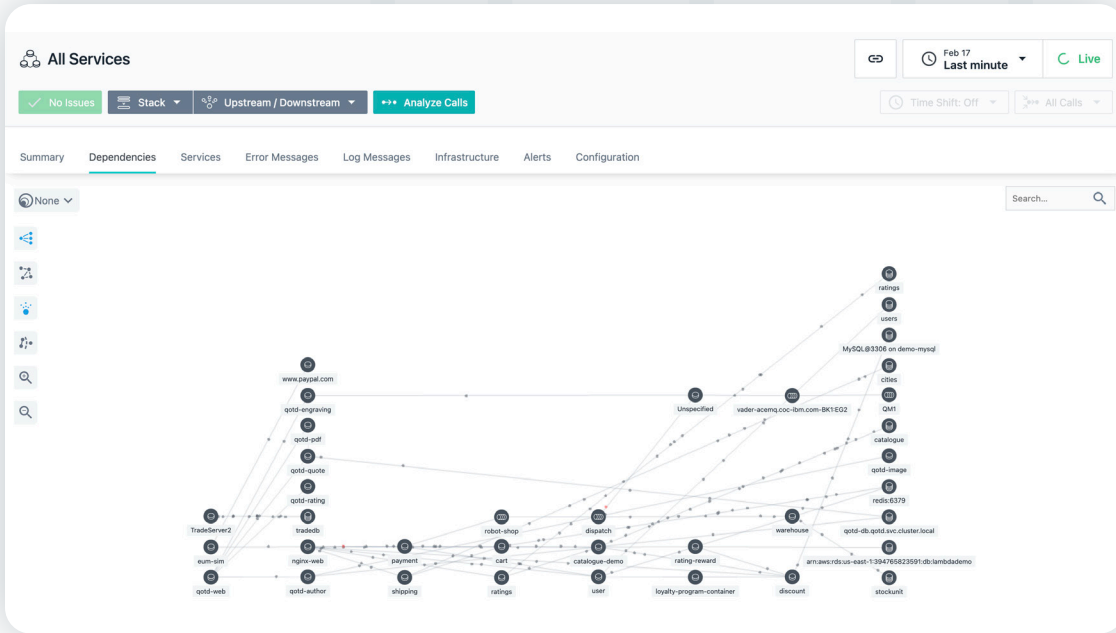 All Services
Feb 17
Last minute
Live
No Issues
Stack
Upstream / Downstream
Analyze Calls
Time Shift: Off
All Calls
Summary
Dependencies
Services
Error Messages
Log Messages
Infrastructure
Alerts
Configuration
None
Search...
ratings
users
MySQL@3306 on demo-mysql
www.paypal.com
cities
qotd-engraving
Unspecified
vader-acemq.coc-ibm.com-BK1:EG2
QM1
qotd-pdf
catalogue
qotd-quote
qotd-image
qotd-rating
redis:6379
TradeServer2
tradedb
robot-shop
dispatch
warehouse
qotd-db.qotd.svc.cluster.local
eum-sim
nginx-web
payment
cart
catalogue-demo
rating-reward
arn:aws:rds:us-east-1:394765823591:db:lambdademo
qotd-web
qotd-author
shipping
ratings
user
loyalty-program-container
discount
stockunit